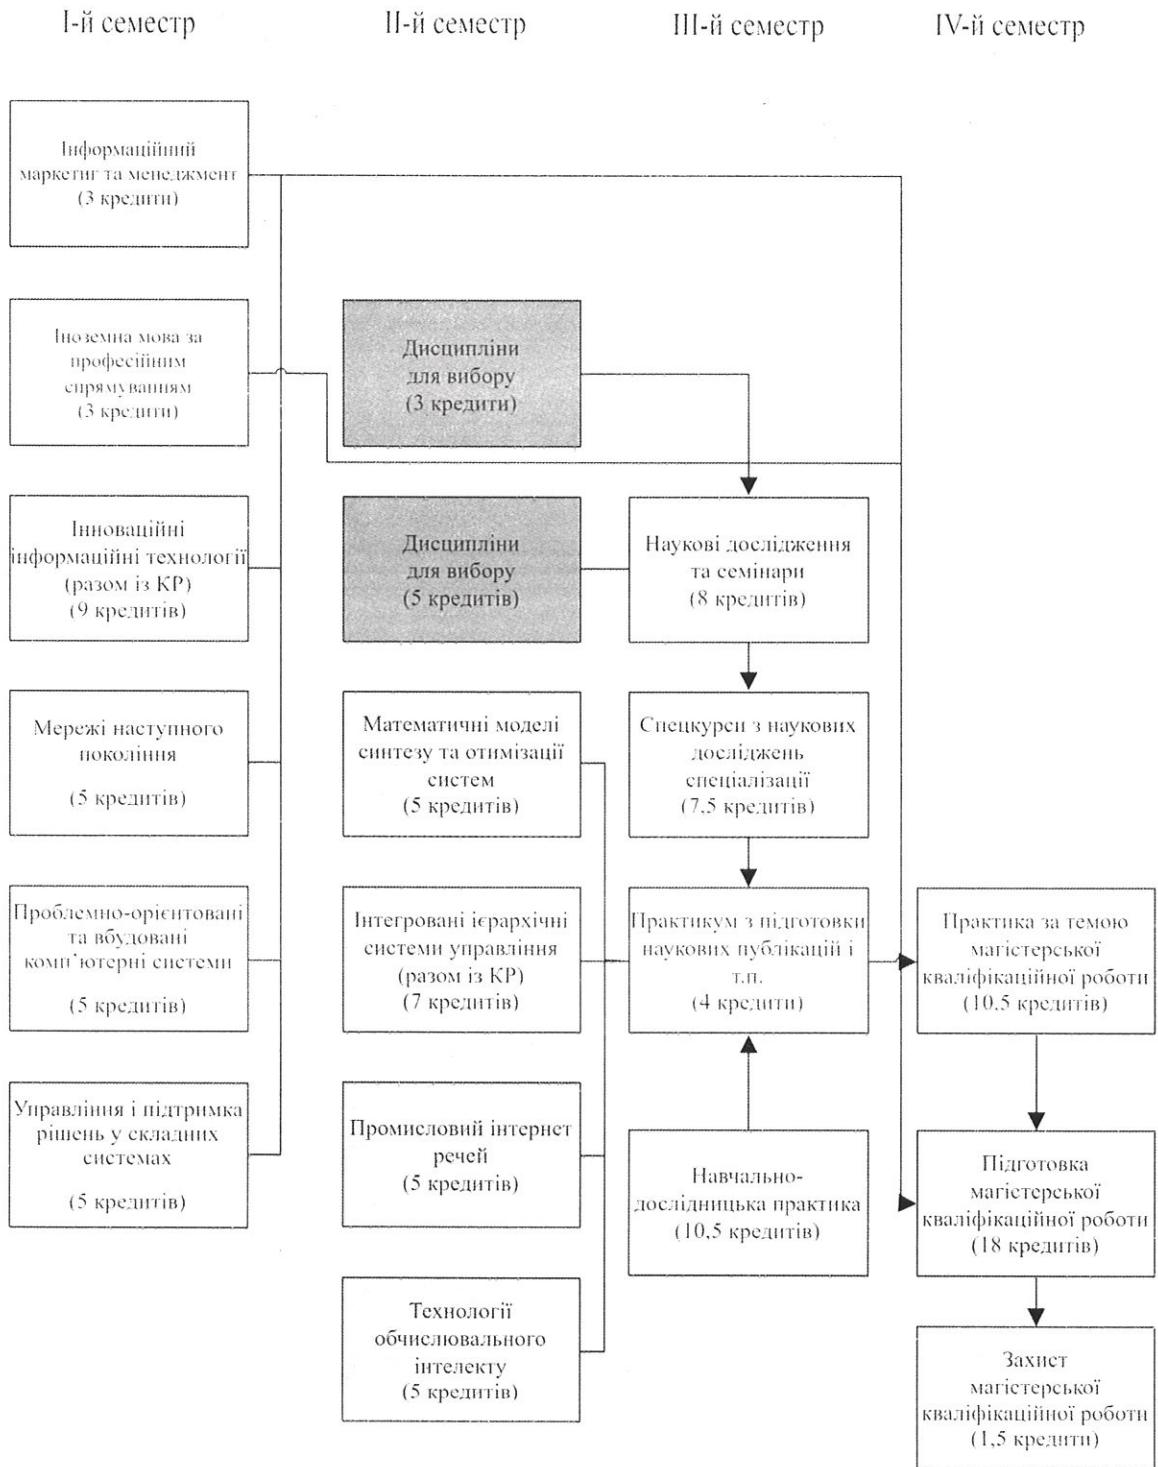 І-й семестр
ІІ-й семестр
ІІІ-й семестр
IV-й семестр
Інформаційний
маркетиг та менеджмент
(3 кредити)
Іноземна мова за
професійним
спрямуванням
(3 кредити)
Інноваційні
інформаційні технології
(разом із КР)
(9 кредитів)
Мережі наступного
покоління
(5 кредитів)
Проблемно-орієнтовані
та вбудовані
комп’ютерні системи
(5 кредитів)
Управління і підтримка
рішень у складних
системах
(5 кредитів)
Дисципліни
для вибору
(3 кредити)
Дисципліни
для вибору
(5 кредитів)
Математичні моделі
синтезу та отимізації
систем
(5 кредитів)
Інтегровані ієрархічні
системи управління
(разом із КР)
(7 кредитів)
Промисловий інтернет
речей
(5 кредитів)
Технології
обчислювального
інтелекту
(5 кредитів)
Наукові дослідження
та семінари
(8 кредитів)
Спецкурси з наукових
досліджень
спеціалізації
(7,5 кредитів)
Практикум з підготовки
наукових публікацій і
т.п.
(4 кредити)
Навчально-
дослідницька практика
(10,5 кредитів)
Практика за темою
магістерської
кваліфікаційної роботи
(10,5 кредитів)
Підготовка
магістерської
кваліфікаційної роботи
(18 кредитів)
Захист
магістерської
кваліфікаційної роботи
(1,5 кредити)